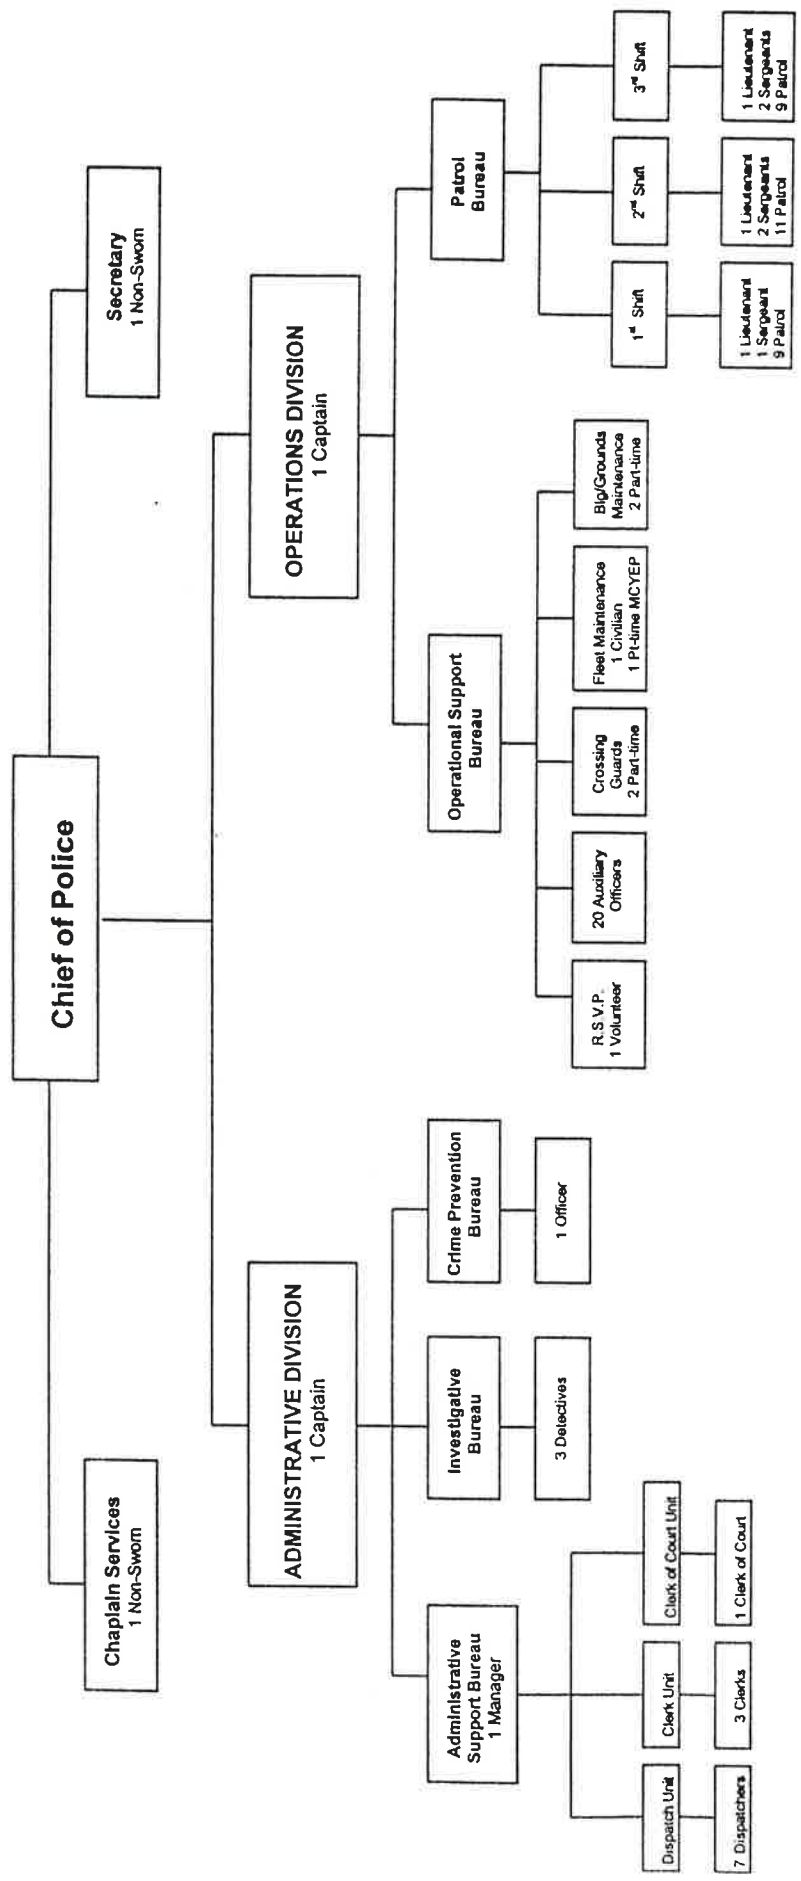 Chief of Police
Chaplain Services
1 Non-Sworn
Secretary
1 Non-Sworn
ADMINISTRATIVE DIVISION
1 Captain
OPERATIONS DIVISION
1 Captain
Administrative
Support Bureau
1 Manager
Investigative
Bureau
Crime Prevention
Bureau
Operational Support
Bureau
Patrol
Bureau
3 Detectives
1 Officer
R.S.V.P.
1 Volunteer
20 Auxiliary
Officers
Crossing
Guards
2 Part-time
Fleet Maintenance
1 Civilian
1 Pt-time MCYEP
Blg/Grounds
Maintenance
2 Part-time
1st Shift
2nd Shift
3rd Shift
Dispatch Unit
Clerk Unit
Clerk of Court Unit
7 Dispatchers
3 Clerks
1 Clerk of Court
1 Lieutenant
1 Sergeant
9 Patrol
1 Lieutenant
2 Sergeants
11 Patrol
1 Lieutenant
2 Sergeants
9 Patrol